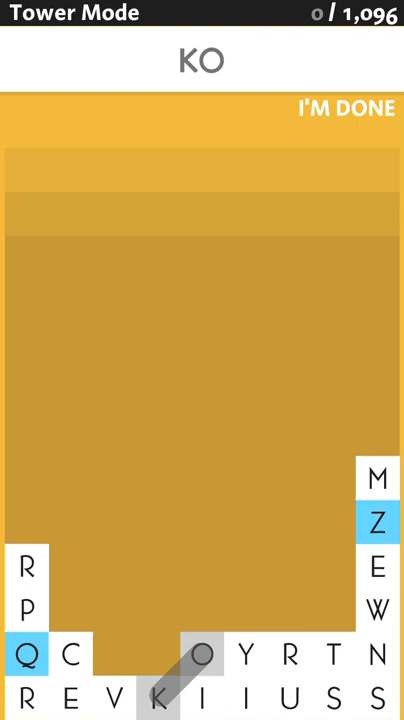 Tower Mode 0 / 1,096
KO
I'M DONE
M
Z
R E
P W
Q C O Y R T N
R E V K I I U S S